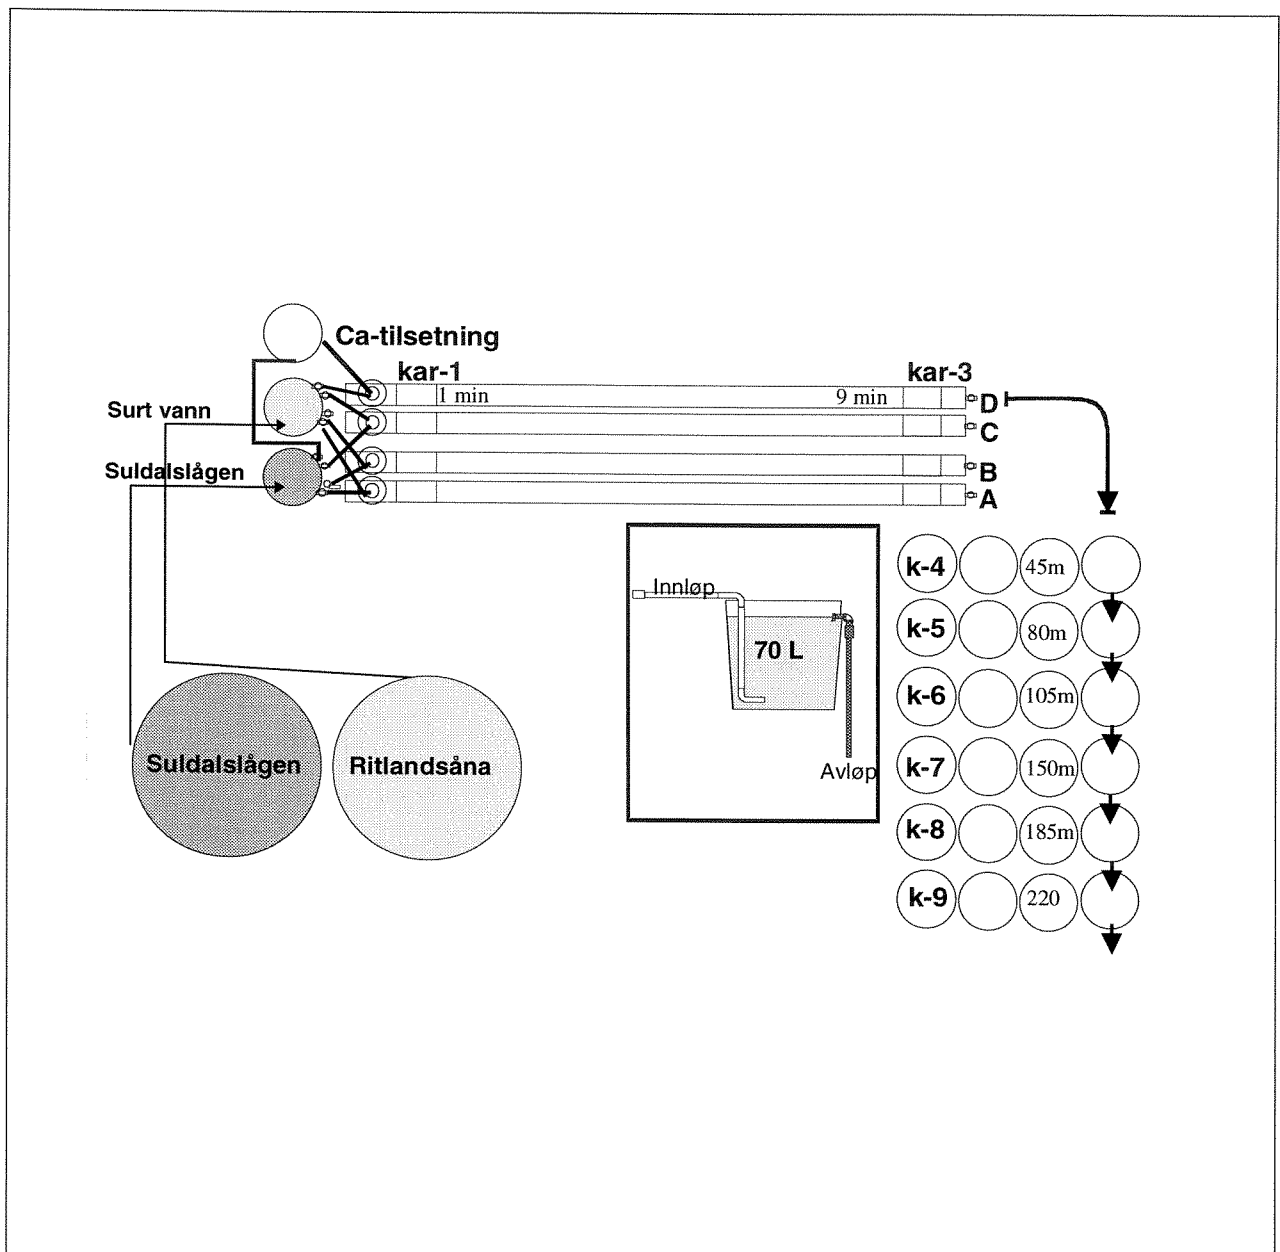 Ca-tilsetning
kar-1
kar-3
1 min
9 min
D
Surt vann
C
Suldalslågen
B
A
k-4
45m
Innløp
k-5
80m
70 L
k-6
105m
Suldalslågen
Ritlandsåna
k-7
150m
Avløp
k-8
185m
k-9
220